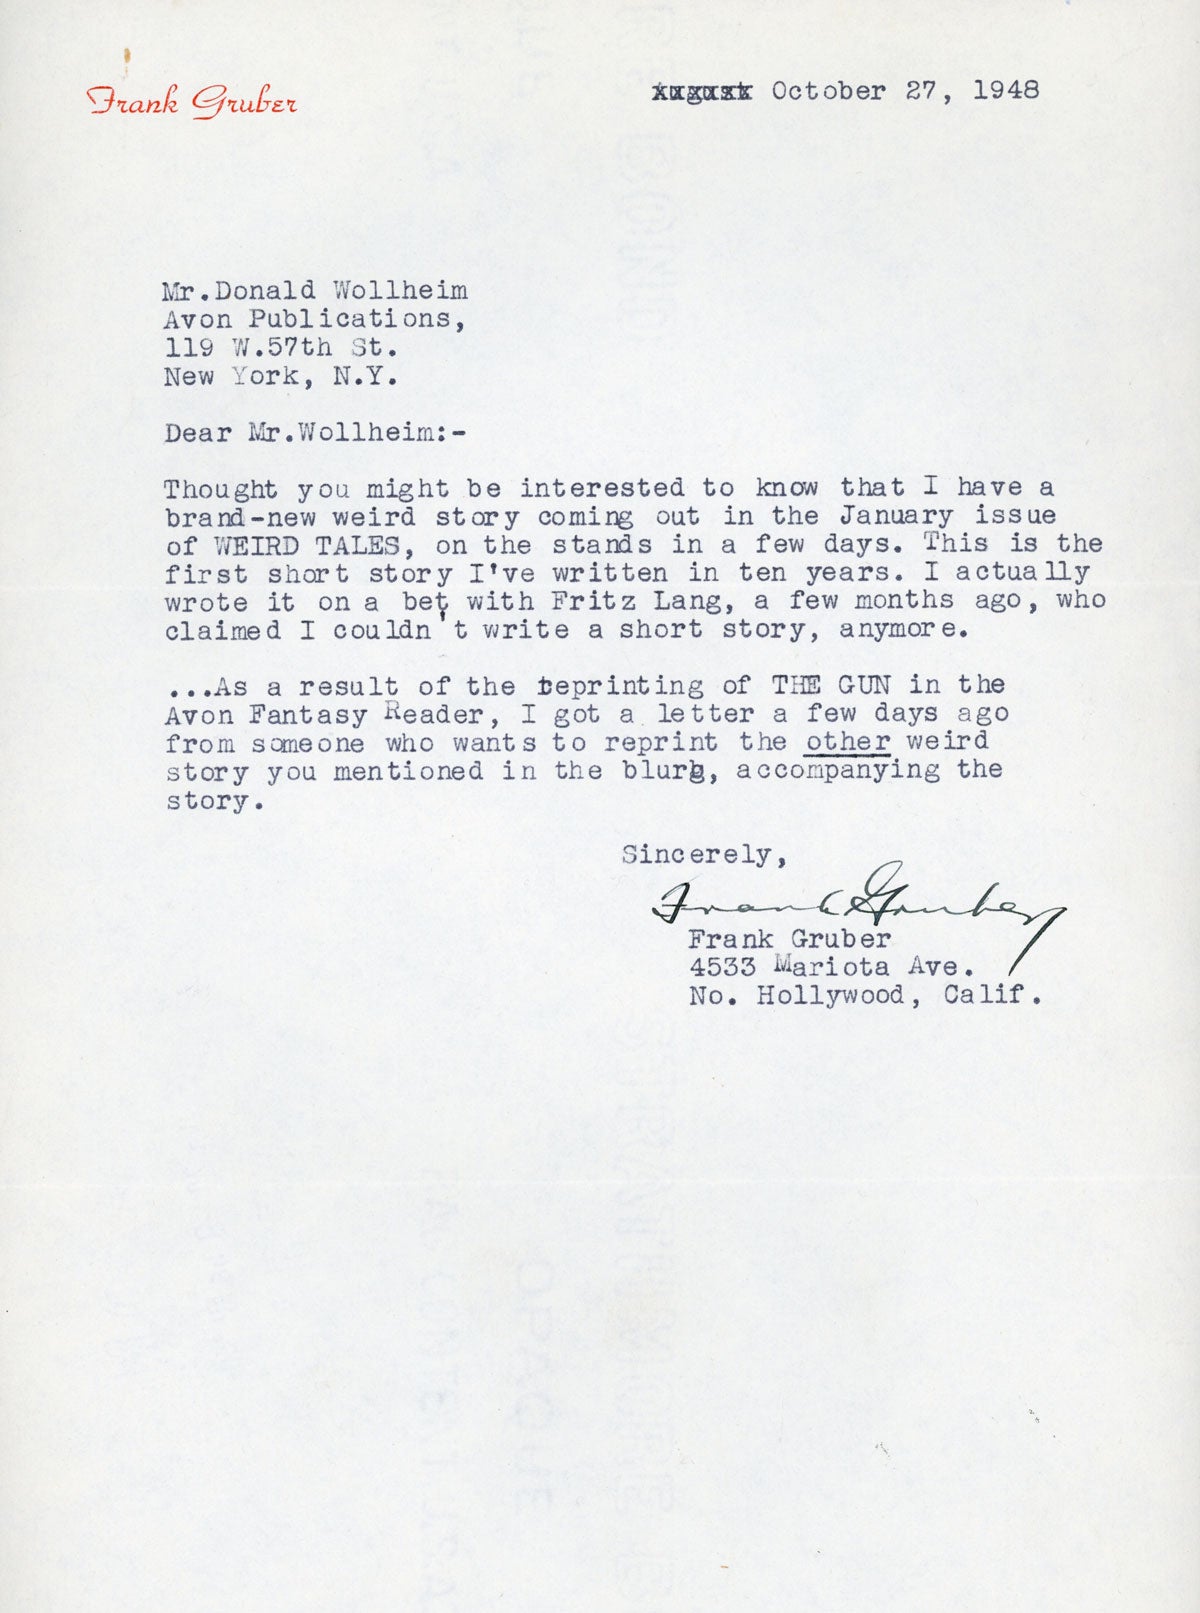 Frank Gruber
August October 27, 1948
Mr.Donald Wollheim
Avon Publications,
119 W.57th St.
New York, N.Y.
Dear Mr.Wollheim:-
Thought you might be interested to know that I have a
brand-new weird story coming out in the January issue
of WEIRD TALES, on the stands in a few days. This is the
first short story I've written in ten years. I actually
wrote it on a bet, with Fritz Lang, a few months ago, who
claimed I couldn't write a short story, anymore.
...As a result of the reprinting of THE GUN in the
Avon Fantasy Reader, I got a letter a few days ago
from someone who wants to reprint the other weird
story you mentioned in the blurb, accompanying the
story.
Sincerely,
Frank Gruber
Frank Gruber
4533 Mariota Ave.
No. Hollywood, Calif.